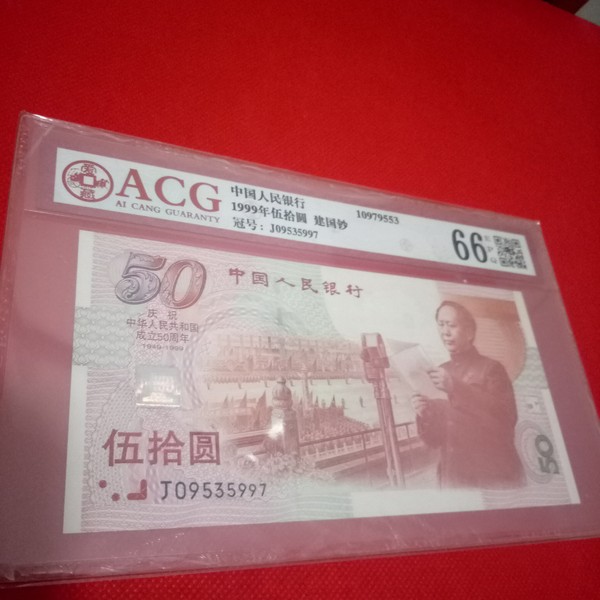 ACG
AI CANG GUARANTY
中国人民银行
1999年伍拾圆 建国钞
冠号: J09535997
10979553
66
50
中国人民银行
庆祝
中华人民共和国
成立50周年
1949-1999
伍拾圆
J09535997
50